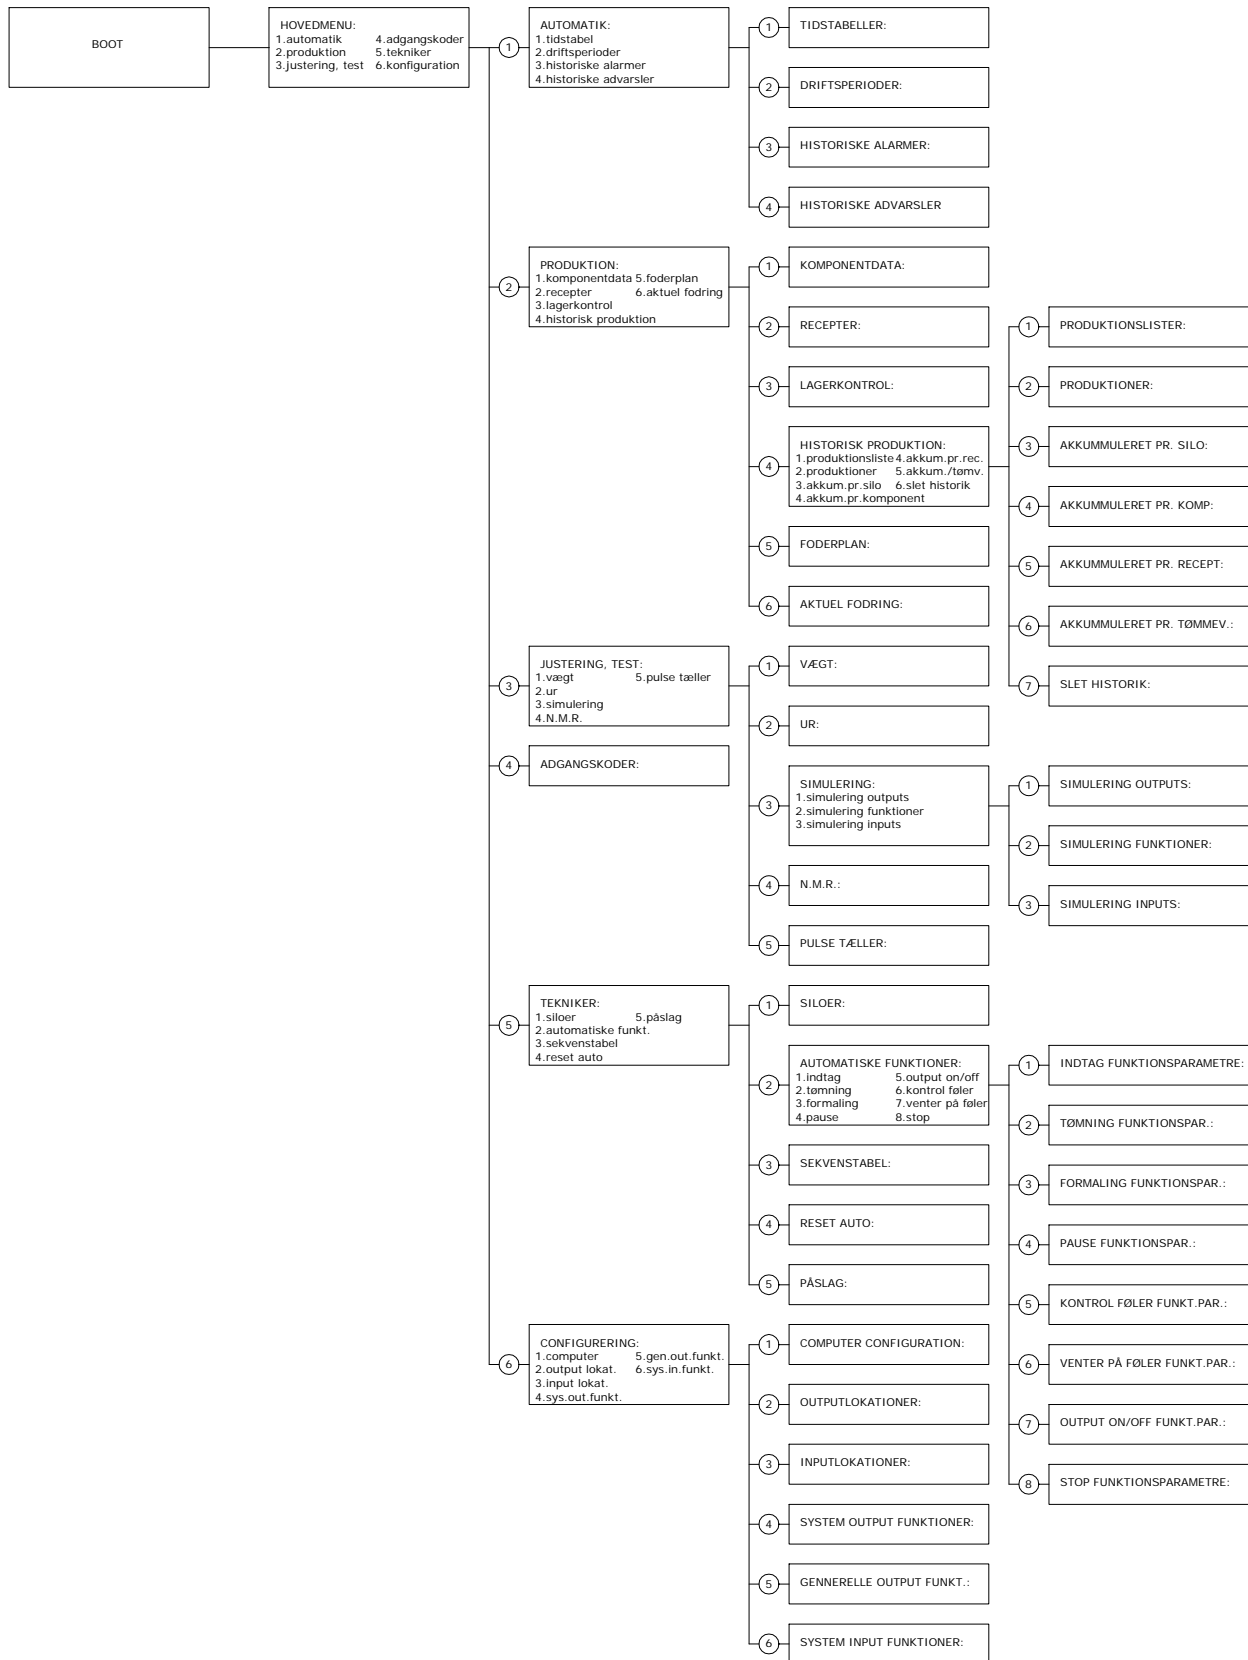 BOOT
HOVEDMENU:
1.automatik 4.adgangskoder
2.produktion 5.tekniker
3.justering, test 6.konfiguration
1
AUTOMATIK:
1.tidstabel
2.driftsperioder
3.historiske alarmer
4.historiske advarsler
1
TIDSTABELLER:
2
DRIFTSPERIODER:
3
HISTORISKE ALARMER:
4
HISTORISKE ADVARSLER
2
PRODUKTION:
1.komponentdata 5.foderplan
2.recepter 6.aktuel fodring
3.lagerkontrol
4.historisk produktion
1
KOMPONENTDATA:
2
RECEPTER:
3
LAGERKONTROL:
4
HISTORISK PRODUKTION:
1.produktionsliste 4.akkum.pr.rec.
2.produktioner 5.akkum./tømv.
3.akkum.pr.silo 6.slet historik
4.akkum.pr.komponent
1
PRODUKTIONSLISTER:
2
PRODUKTIONER:
3
AKKUMMULERET PR. SILO:
4
AKKUMMULERET PR. KOMP:
5
AKKUMMULERET PR. RECEPT:
6
AKKUMMULERET PR. TØMMEV.:
7
SLET HISTORIK:
5
FODERPLAN:
6
AKTUEL FODRING:
3
JUSTERING, TEST:
1.vægt 5.pulse tæller
2.ur
3.simulering
4.N.M.R.
1
VÆGT:
2
UR:
3
SIMULERING:
1.simulering outputs
2.simulering funktioner
3.simulering inputs
1
SIMULERING OUTPUTS:
2
SIMULERING FUNKTIONER:
3
SIMULERING INPUTS:
4
N.M.R.:
5
PULSE TÆLLER:
4
ADGANGSKODER:
5
TEKNIKER:
1.siloer 5.påslag
2.automatiske funkt.
3.sekvenstabel
4.reset auto
1
SILOER:
2
AUTOMATISKE FUNKTIONER:
1.indtag 5.output on/off
2.tømning 6.kontrol føler
3.formaling 7.venter på føler
4.pause 8.stop
1
INDTAG FUNKTIONSPARAMETRE:
2
TØMNING FUNKTIONSPAR.:
3
FORMALING FUNKTIONSPAR.:
4
PAUSE FUNKTIONSPAR.:
5
KONTROL FØLER FUNKT.PAR.:
6
VENTER PÅ FØLER FUNKT.PAR.:
7
OUTPUT ON/OFF FUNKT.PAR.:
8
STOP FUNKTIONSPARAMETRE:
3
SEKVENSTABEL:
4
RESET AUTO:
5
PÅSLAG:
6
CONFIGURERING:
1.computer 5.gen.out.funkt.
2.output lokat. 6.sys.in.funkt.
3.input lokat.
4.sys.out.funkt.
1
COMPUTER CONFIGURATION:
2
OUTPUTLOKATIONER:
3
INPUTLOKATIONER:
4
SYSTEM OUTPUT FUNKTIONER:
5
GENNERELLE OUTPUT FUNKT.:
6
SYSTEM INPUT FUNKTIONER: